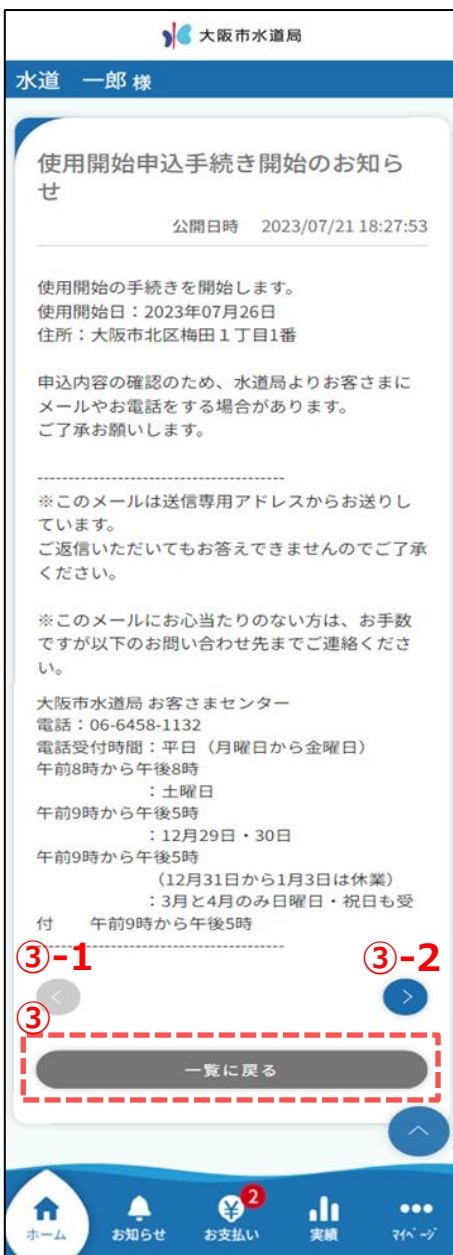 大阪市水道局
水道　一郎 様
使用開始申込手続き開始のお知ら
せ
公開日時　2023/07/21 18:27:53
使用開始の手続きを開始します。
使用開始日：2023年07月26日
住所：大阪市北区梅田１丁目1番
申込内容の確認のため、水道局よりお客さまに
メールやお電話をする場合があります。
ご了承お願いします。
----------------------------------------
※このメールは送信専用アドレスからお送りし
ています。
ご返信いただいてもお答えできませんのでご了承
ください。
※このメールにお心当たりのない方は、お手数
ですが以下のお問い合わせ先までご連絡くださ
い。
大阪市水道局 お客さまセンター
電話：06-6458-1132
電話受付時間：平日（月曜日から金曜日）
午前8時から午後8時
：土曜日
午前9時から午後5時
：12月29日・30日
午前9時から午後5時
（12月31日から1月3日は休業）
：3月と4月のみ日曜日・祝日も受
付　　午前9時から午後5時
----------------------------------------
③-1 ③-2
③
一覧に戻る
2
ホーム お知らせ お支払い 実績 ﾏｲﾍﾟｰｼﾞ